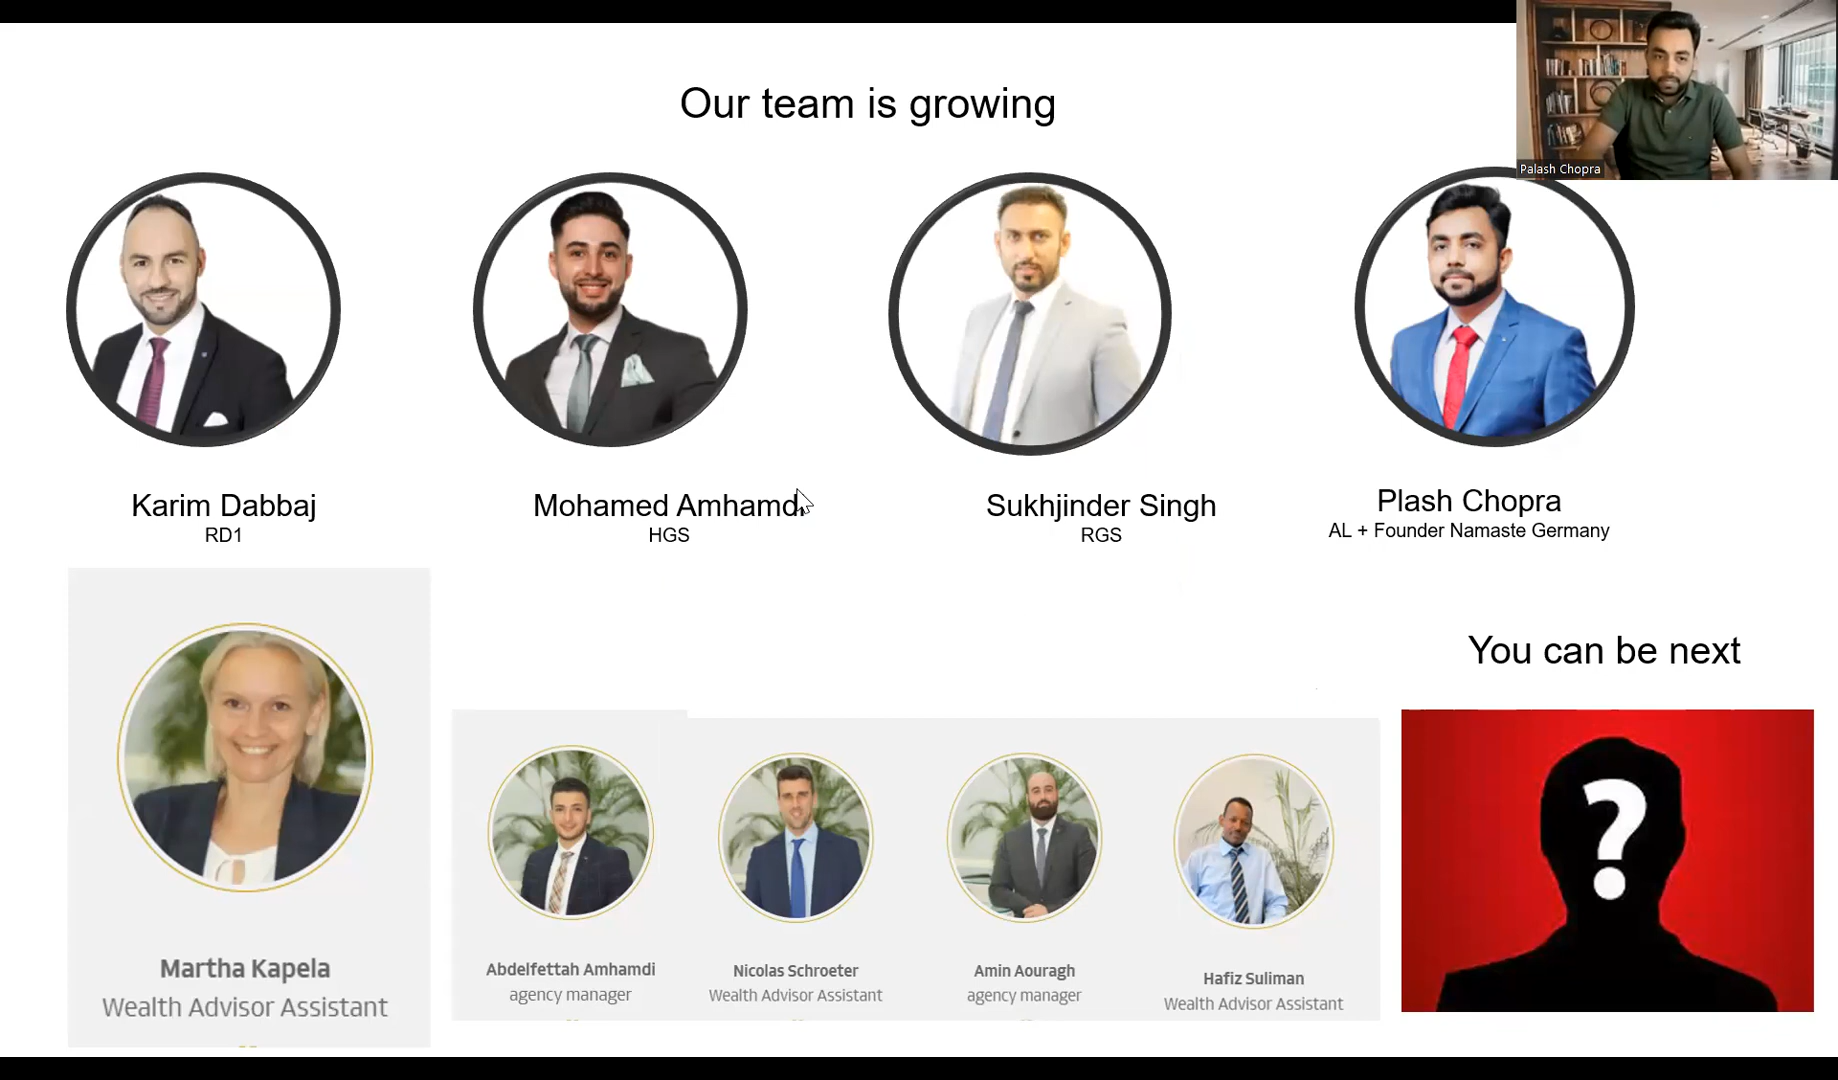 Our team is growing
Palash Chopra
Karim Dabbaj
RD1
Mohamed Amhamdi
HGS
Sukhjinder Singh
RGS
Plash Chopra
AL + Founder Namaste Germany
You can be next
Martha Kapela
Wealth Advisor Assistant
Abdelfettah Amhamdi
agency manager
Nicolas Schroeter
Wealth Advisor Assistant
Amin Aouragh
agency manager
Hafiz Suliman
Wealth Advisor Assistant
?